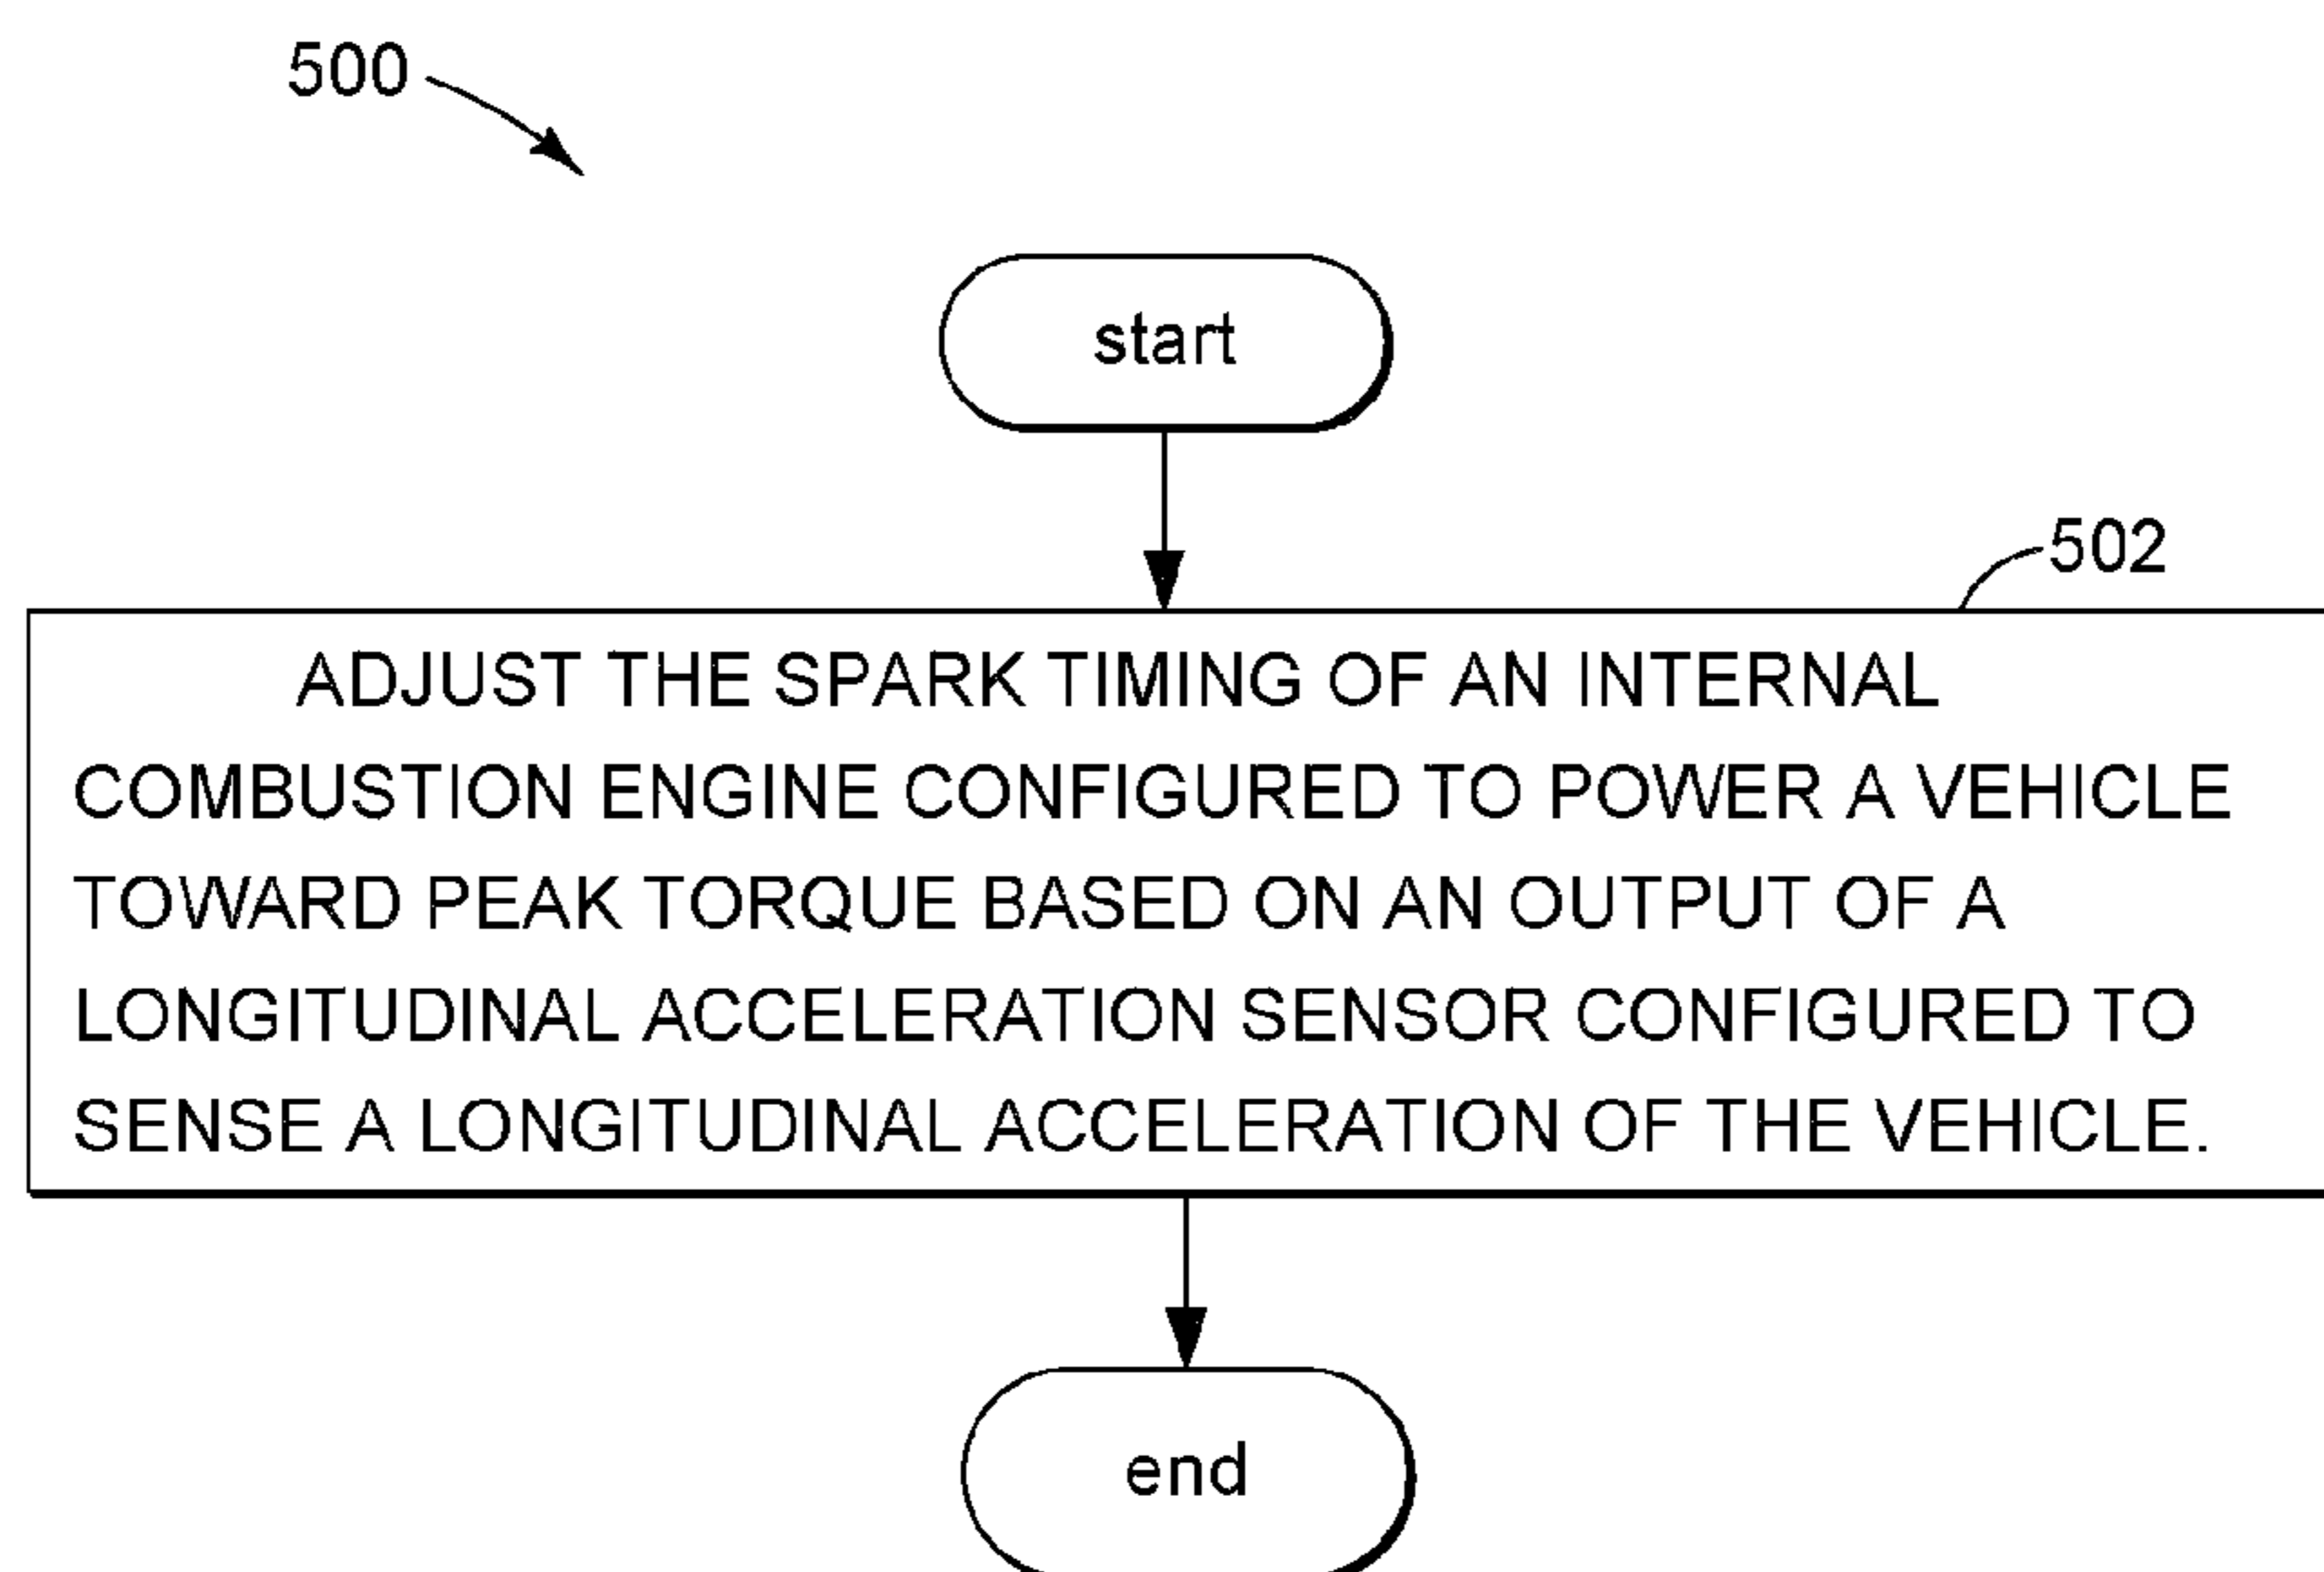 500
start
502
ADJUST THE SPARK TIMING OF AN INTERNAL
COMBUSTION ENGINE CONFIGURED TO POWER A VEHICLE
TOWARD PEAK TORQUE BASED ON AN OUTPUT OF A
LONGITUDINAL ACCELERATION SENSOR CONFIGURED TO
SENSE A LONGITUDINAL ACCELERATION OF THE VEHICLE.
end